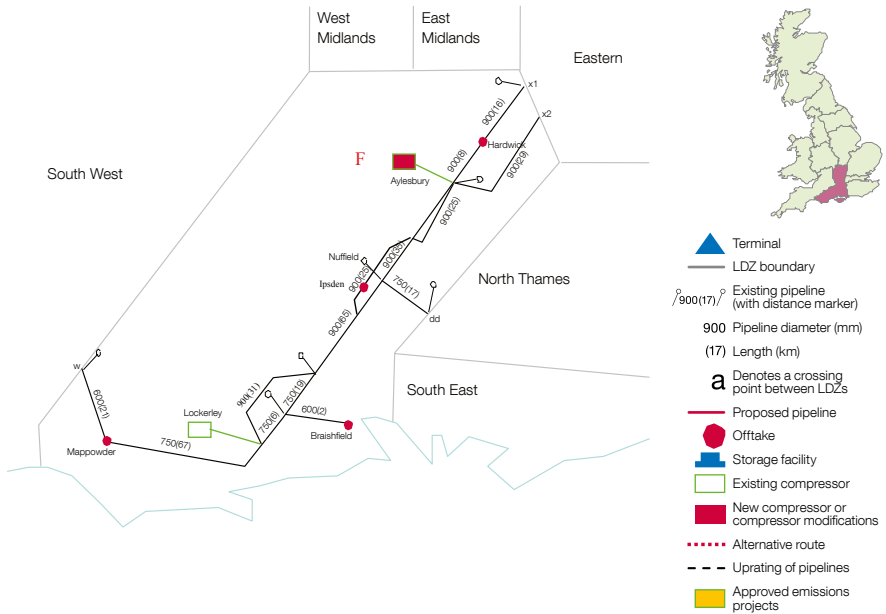 West
Midlands
East
Midlands
Eastern
x1
900(16)
x2
Hardwick
900(8)
900(29)
F
Aylesbury
South West
900(25)
Nuffield
900(38)
Ipsden
900(25)
750(17)
North Thames
900(65)
dd
w
600(21)
900(31)
750(19)
South East
Lockerley
750(6)
600(2)
Braishfield
Mappowder
750(67)
Terminal
LDZ boundary
900(17) Existing pipeline
(with distance marker)
900 Pipeline diameter (mm)
(17) Length (km)
a Denotes a crossing
point between LDZs
Proposed pipeline
Offtake
Storage facility
Existing compressor
New compressor or
compressor modifications
Alternative route
Uprating of pipelines
Approved emissions
projects